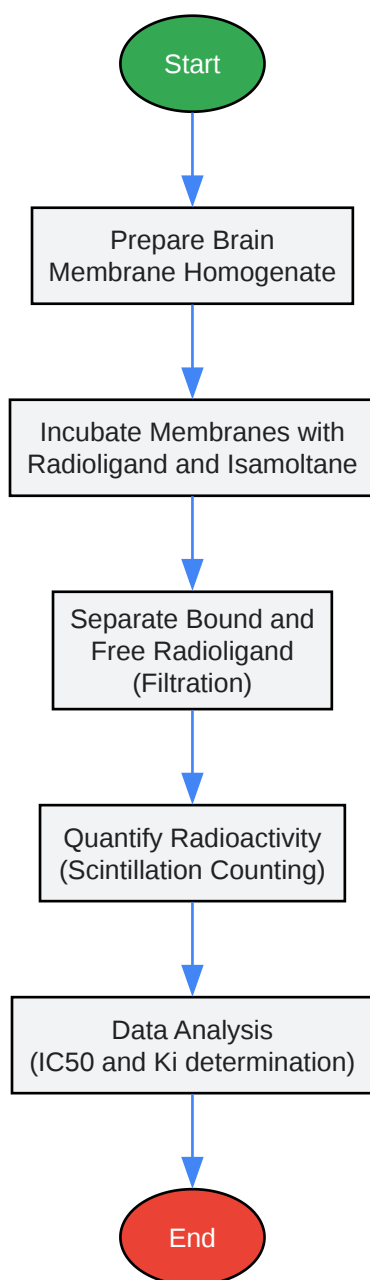 Start
Prepare Brain
Membrane Homogenate
Incubate Membranes with
Radioligand and Isamoltane
Separate Bound and
Free Radioligand
(Filtration)
Quantify Radioactivity
(Scintillation Counting)
Data Analysis
(IC50 and Ki determination)
End